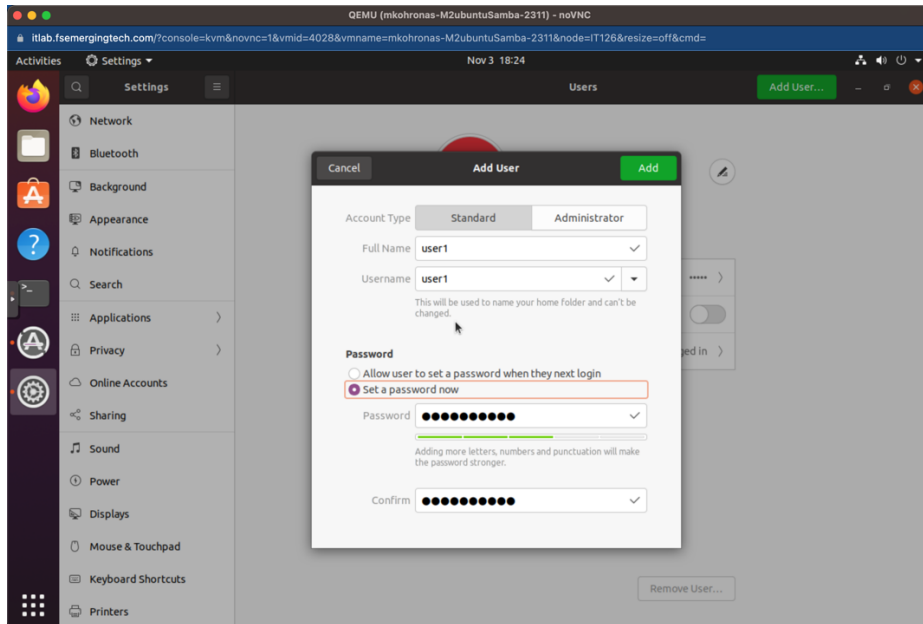 QEMU (mkohronas-M2ubuntuSamba-2311) - noVNC
itlab.fsemergingtech.com/?console=kvm&novnc=1&vmid=4028&vmname=mkohronas-M2ubuntuSamba-2311&node=IT126&resize=off&cmd=
Activities Settings Nov 3 18:24
Settings Users Add User...
Network
Bluetooth
Background
Appearance
Notifications
Search
Applications
Privacy
Online Accounts
Sharing
Sound
Power
Displays
Mouse & Touchpad
Keyboard Shortcuts
Printers
Cancel Add User Add
Account Type Standard Administrator
Full Name user1
Username user1
This will be used to name your home folder and can't be
changed.
Password
Allow user to set a password when they next login
Set a password now
Password ●●●●●●●●●●
Adding more letters, numbers and punctuation will make
the password stronger.
Confirm ●●●●●●●●●●
Remove User...